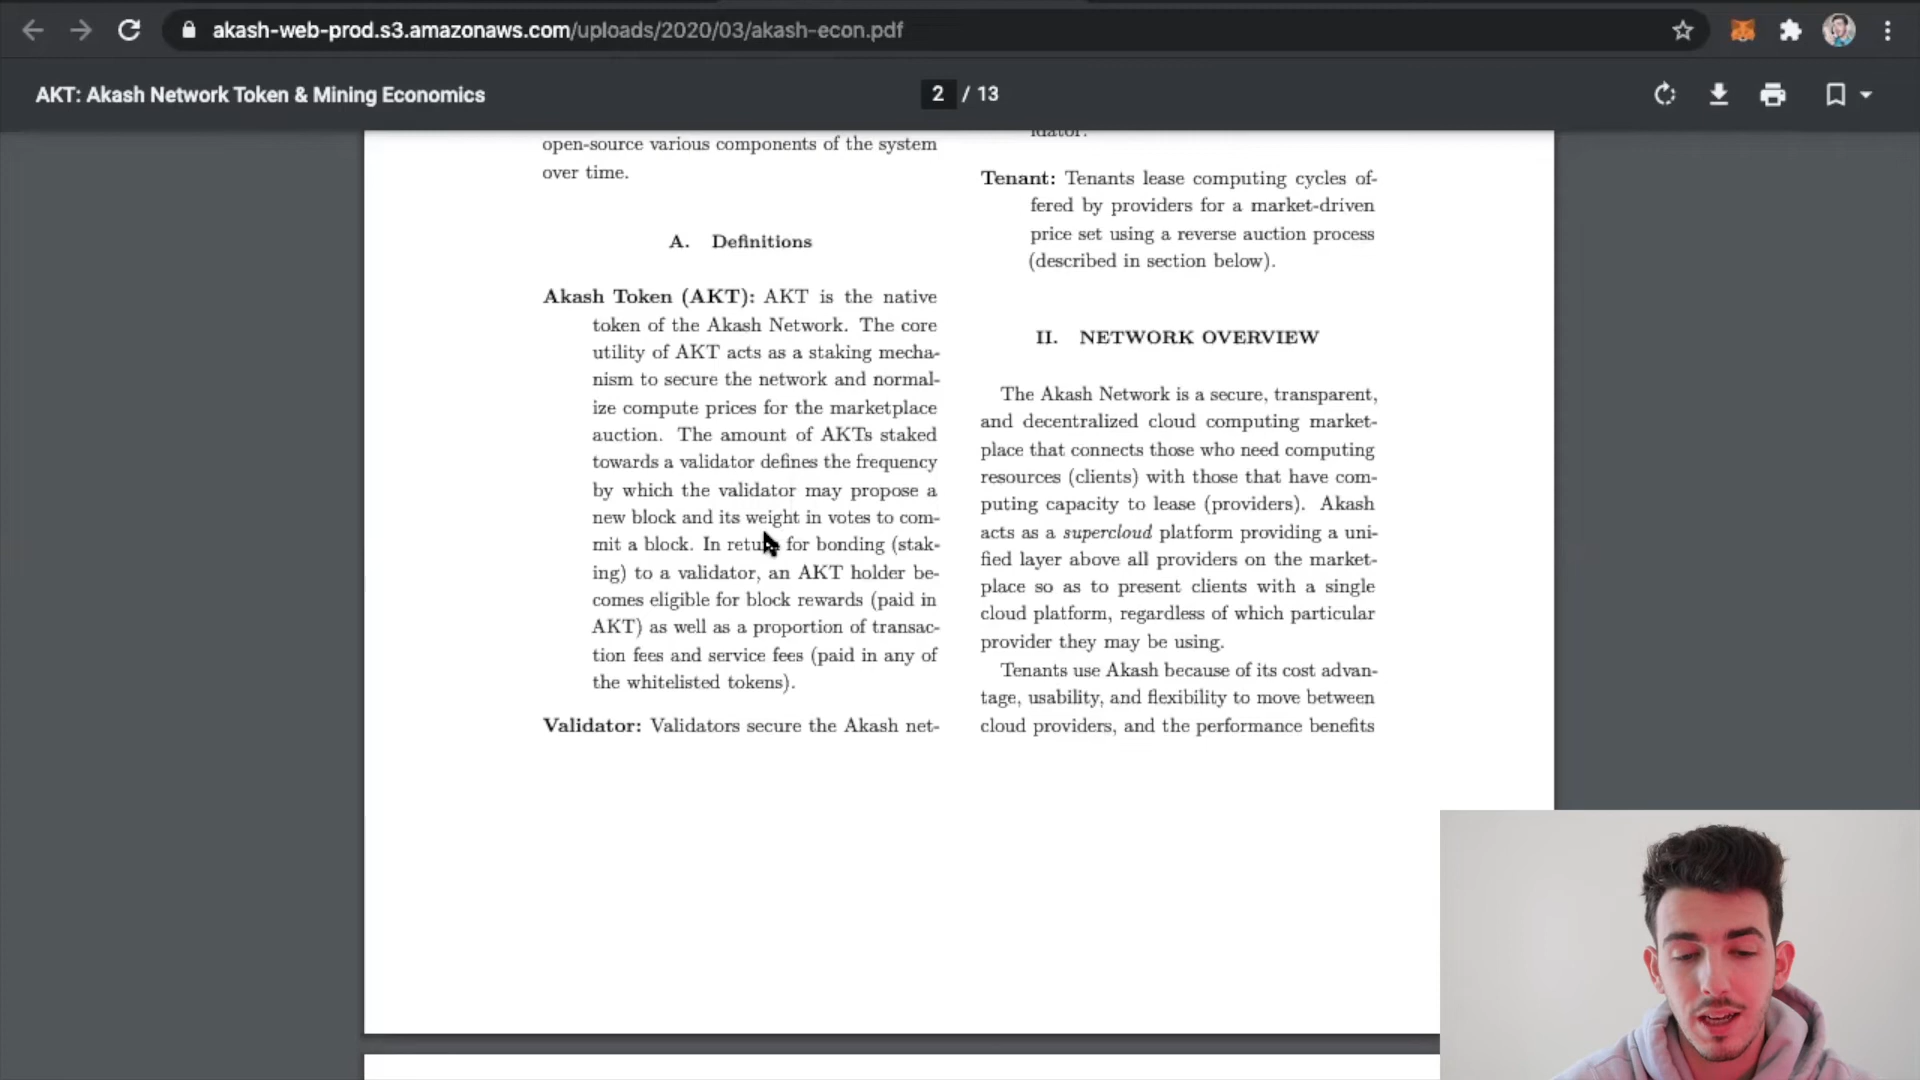 akash-web-prod.s3.amazonaws.com/uploads/2020/03/akash-econ.pdf
AKT: Akash Network Token & Mining Economics
2 / 13
open-source various components of the system
over time.
A. Definitions
Akash Token (AKT): AKT is the native
token of the Akash Network. The core
utility of AKT acts as a staking mecha-
nism to secure the network and normal-
ize compute prices for the marketplace
auction. The amount of AKTs staked
towards a validator defines the frequency
by which the validator may propose a
new block and its weight in votes to com-
mit a block. In return for bonding (stak-
ing) to a validator, an AKT holder be-
comes eligible for block rewards (paid in
AKT) as well as a proportion of transac-
tion fees and service fees (paid in any of
the whitelisted tokens).
Validator: Validators secure the Akash net-
idator.
Tenant: Tenants lease computing cycles of-
fered by providers for a market-driven
price set using a reverse auction process
(described in section below).
II. NETWORK OVERVIEW
The Akash Network is a secure, transparent,
and decentralized cloud computing market-
place that connects those who need computing
resources (clients) with those that have com-
puting capacity to lease (providers). Akash
acts as a supercloud platform providing a uni-
fied layer above all providers on the market-
place so as to present clients with a single
cloud platform, regardless of which particular
provider they may be using.
Tenants use Akash because of its cost advan-
tage, usability, and flexibility to move between
cloud providers, and the performance benefits